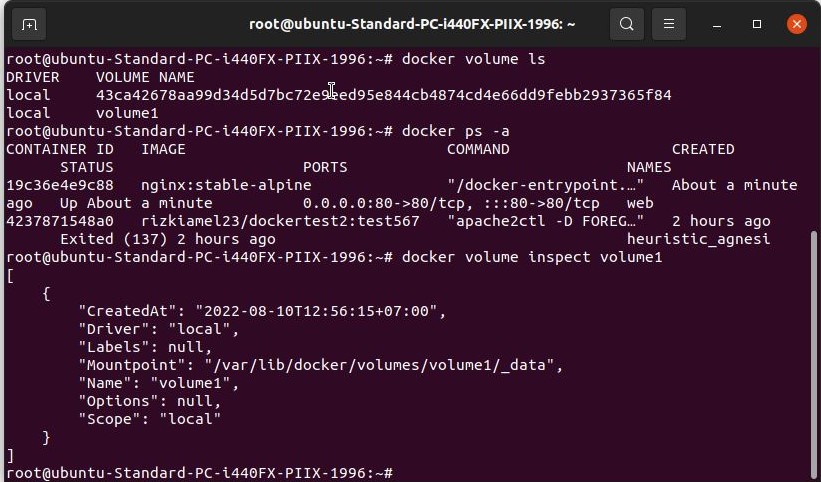 root@ubuntu-Standard-PC-i440FX-PIIX-1996: ~
root@ubuntu-Standard-PC-i440FX-PIIX-1996:~# docker volume ls
DRIVER    VOLUME NAME
local     43ca42678aa99d34d5d7bc72e9eed95e844cb4874cd4e66dd9febb2937365f84
local     volume1
root@ubuntu-Standard-PC-i440FX-PIIX-1996:~# docker ps -a
CONTAINER ID   IMAGE                             COMMAND                  CREATED
      STATUS                     PORTS                               NAMES
19c36e4e9c88   nginx:stable-alpine               "/docker-entrypoint.…"   About a minute
ago   Up About a minute          0.0.0.0:80->80/tcp, :::80->80/tcp   web
4237871548a0   rizkiamel23/dockertest2:test567   "apache2ctl -D FOREG…"   2 hours ago
      Exited (137) 2 hours ago                                       heuristic_agnesi
root@ubuntu-Standard-PC-i440FX-PIIX-1996:~# docker volume inspect volume1
[
    {
        "CreatedAt": "2022-08-10T12:56:15+07:00",
        "Driver": "local",
        "Labels": null,
        "Mountpoint": "/var/lib/docker/volumes/volume1/_data",
        "Name": "volume1",
        "Options": null,
        "Scope": "local"
    }
]
root@ubuntu-Standard-PC-i440FX-PIIX-1996:~#